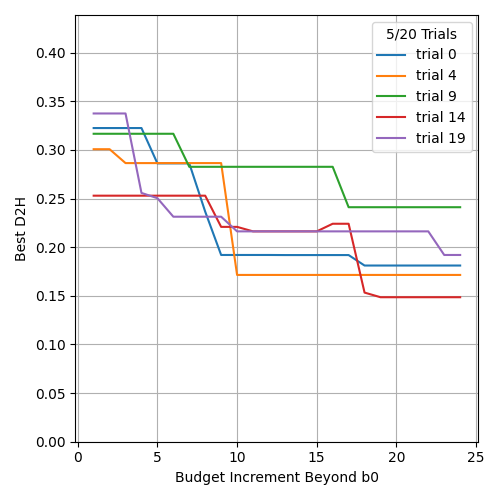 5/20 Trials
trial 0
trial 4
trial 9
trial 14
trial 19
Best D2H
0.40
0.35
0.30
0.25
0.20
0.15
0.10
0.05
0.00
0 5 10 15 20 25
Budget Increment Beyond b0